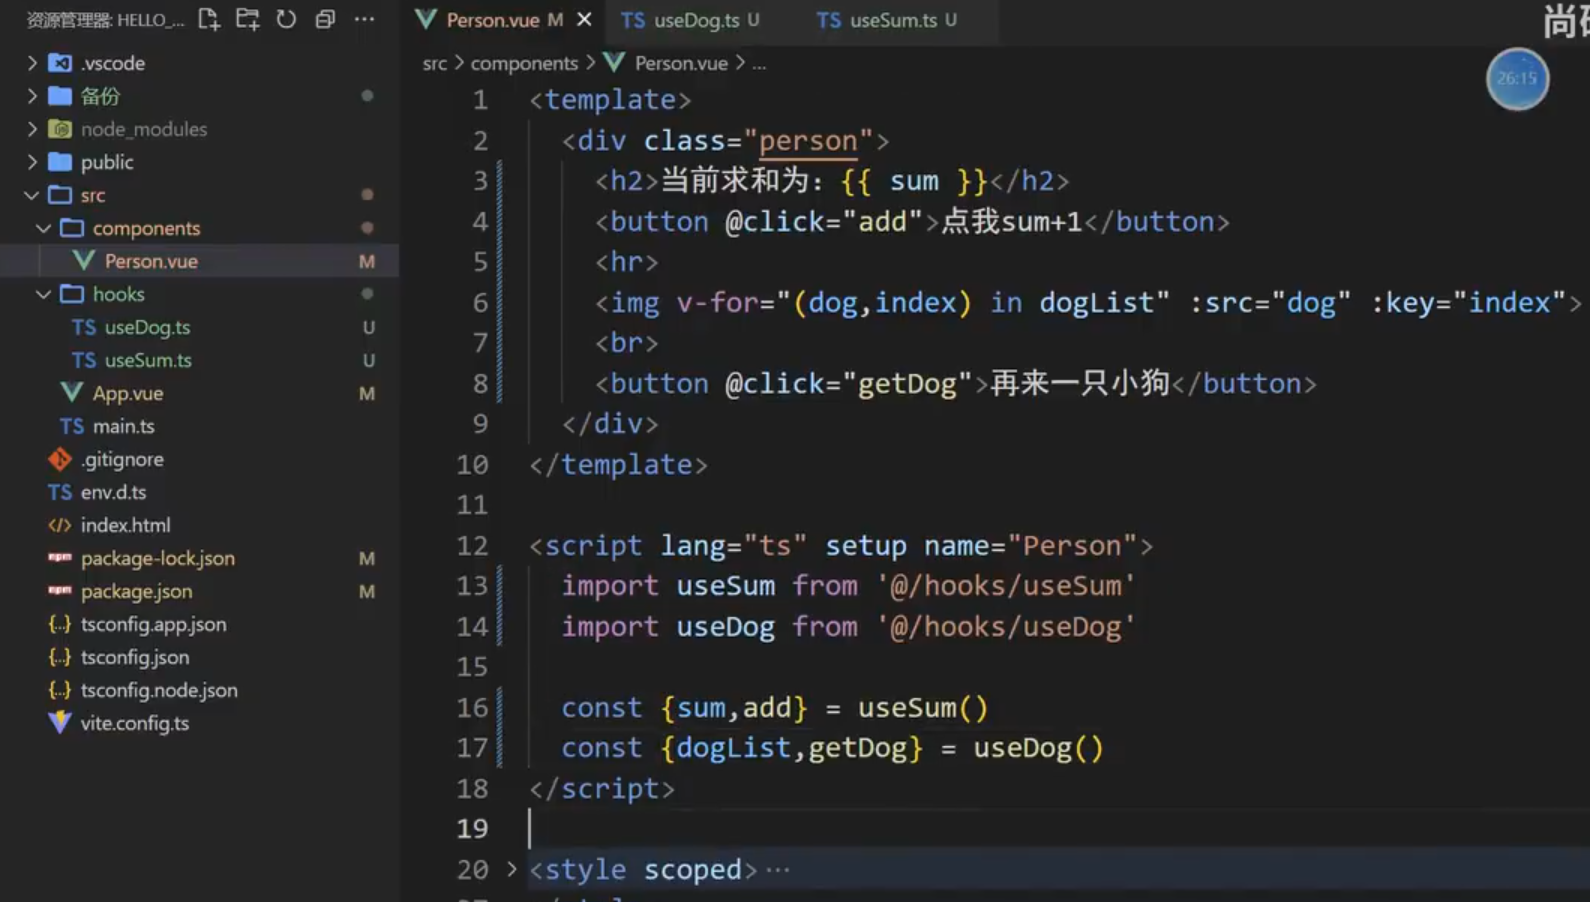 资源管理器: HELLO_...
.vscode
备份
node_modules
public
src
components
Person.vue M
hooks
TS useDog.ts U
TS useSum.ts U
App.vue M
TS main.ts
.gitignore
TS env.d.ts
index.html
package-lock.json M
package.json M
{..} tsconfig.app.json
{..} tsconfig.json
{..} tsconfig.node.json
vite.config.ts
Person.vue M
TS useDog.ts U
TS useSum.ts U
尚硅
26:15
src > components > Person.vue > ...
1 <template>
2 <div class="person">
3 <h2>当前求和为：{{ sum }}</h2>
4 <button @click="add">点我sum+1</button>
5 <hr>
6 <img v-for="(dog,index) in dogList" :src="dog" :key="index">
7 <br>
8 <button @click="getDog">再来一只小狗</button>
9 </div>
10 </template>
11
12 <script lang="ts" setup name="Person">
13 import useSum from '@/hooks/useSum'
14 import useDog from '@/hooks/useDog'
15
16 const {sum,add} = useSum()
17 const {dogList,getDog} = useDog()
18 </script>
19
20 <style scoped>···